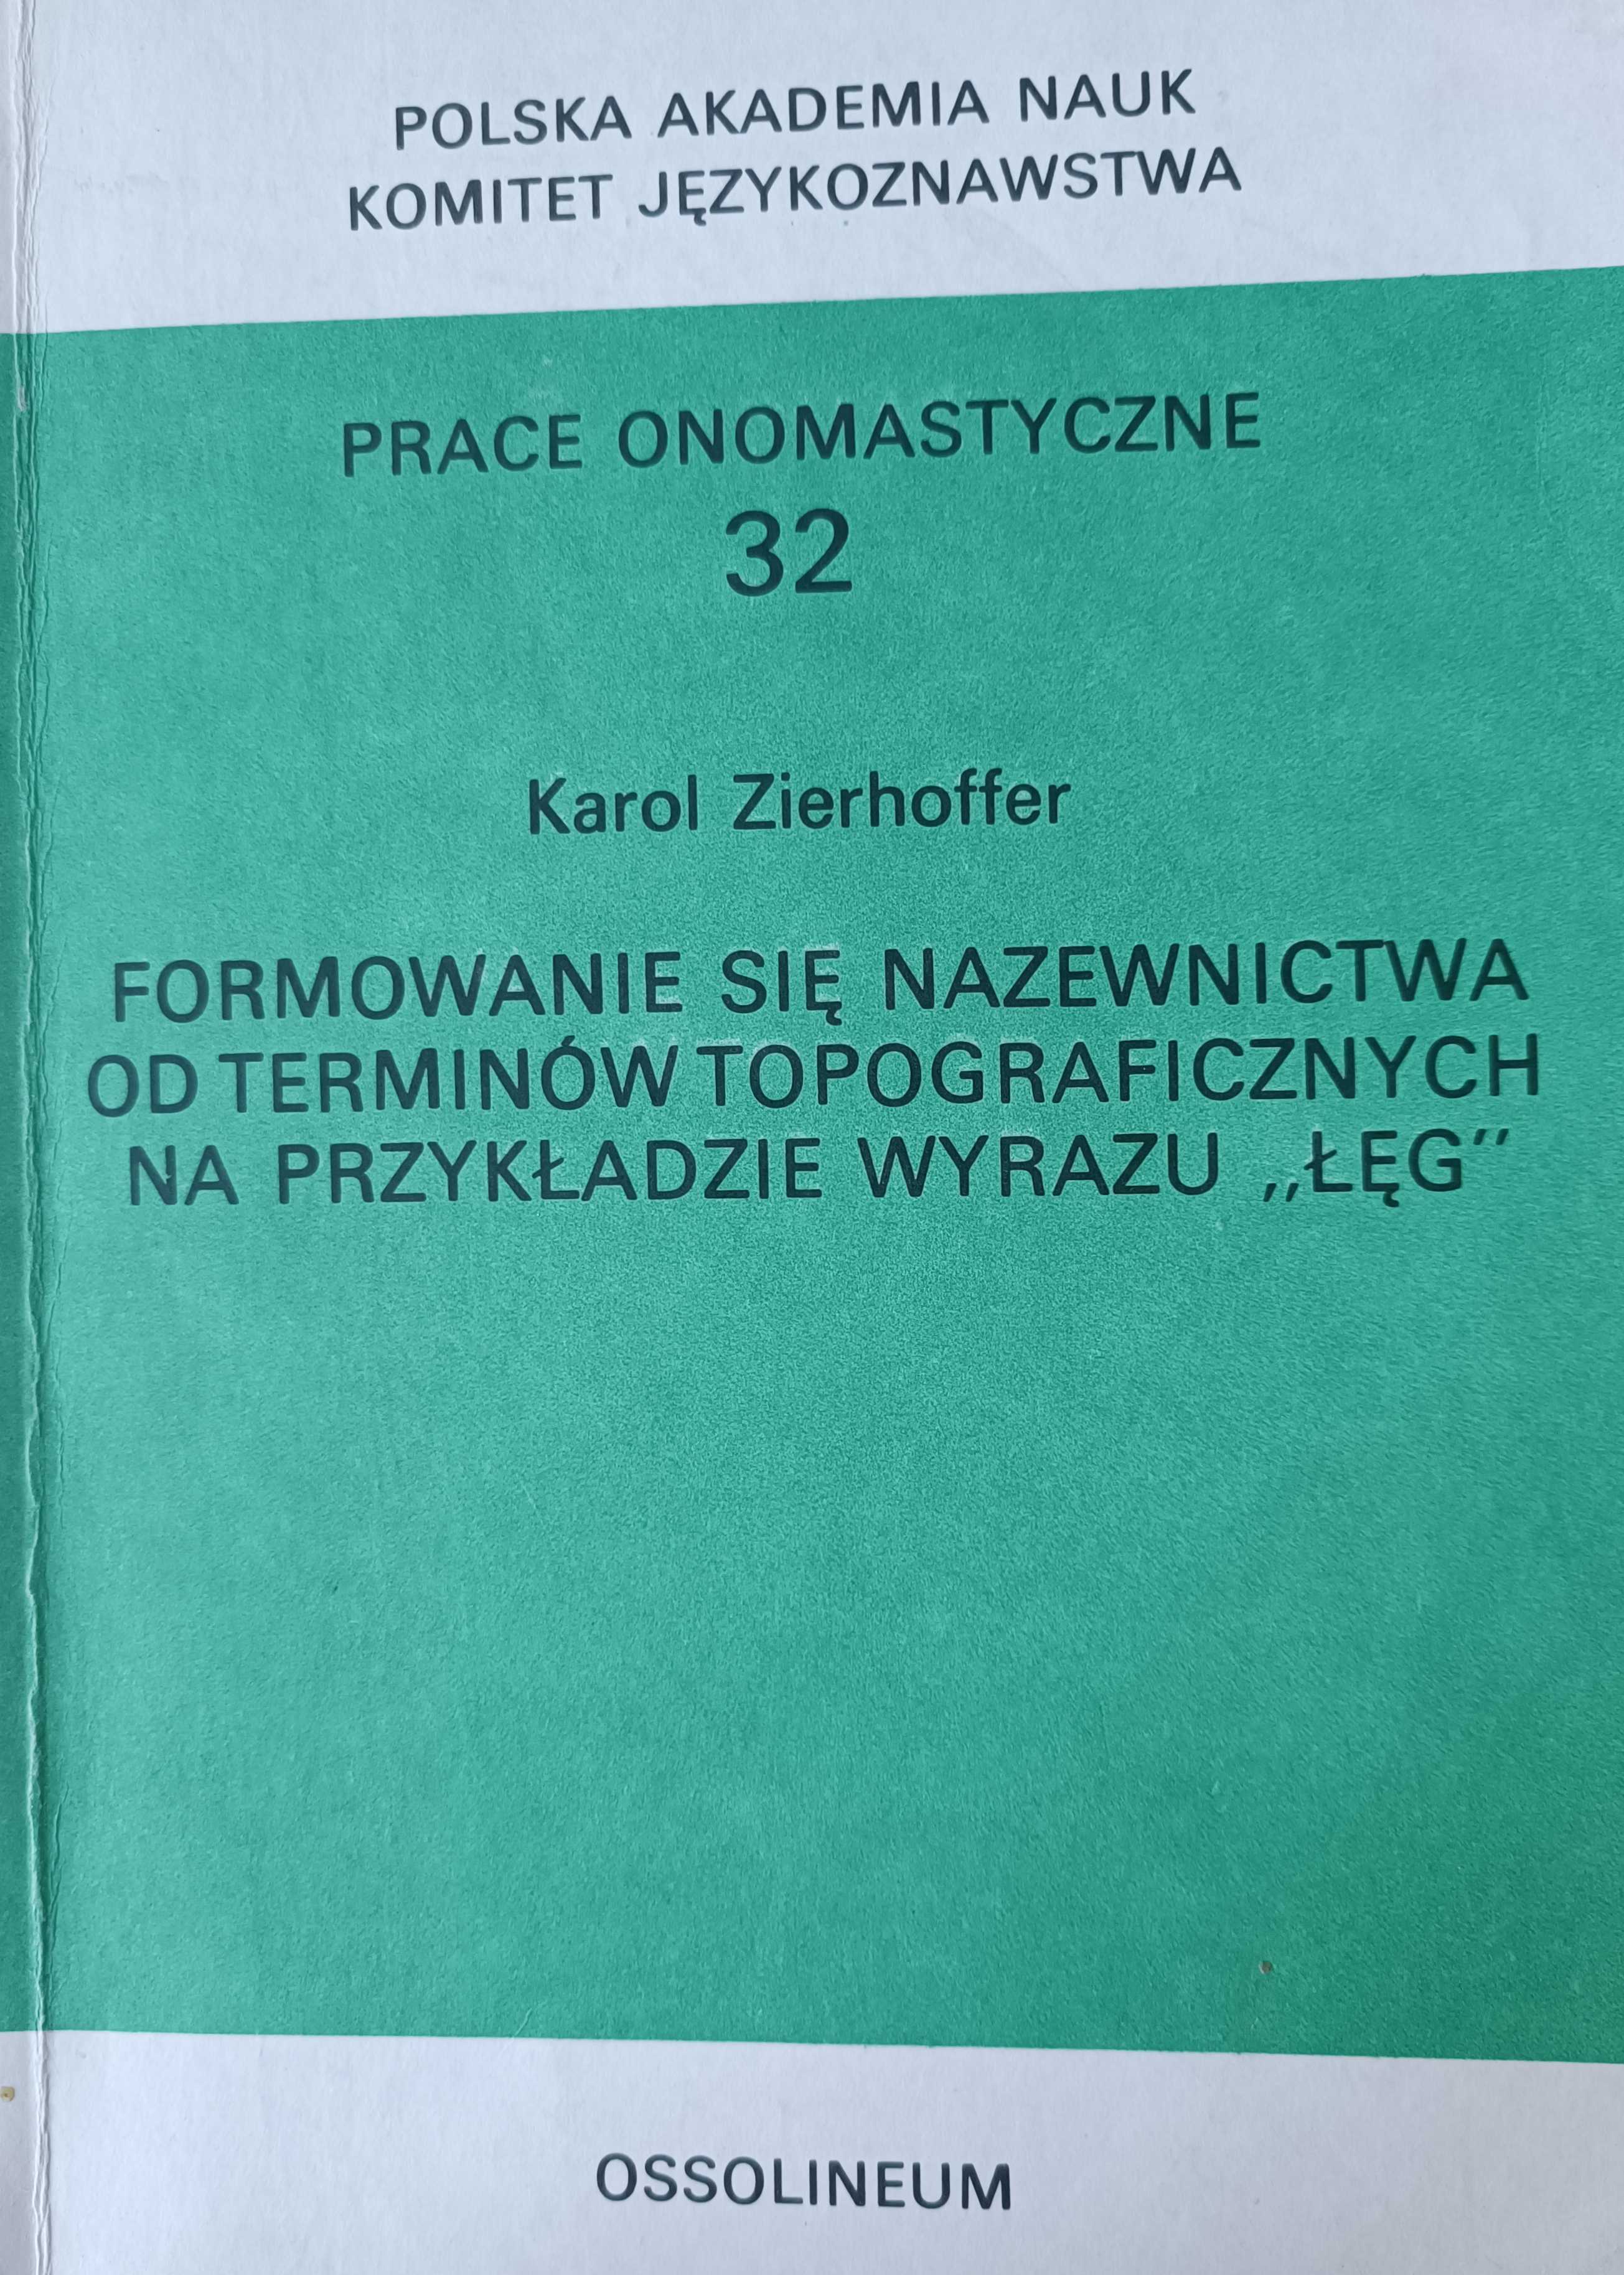 POLSKA AKADEMIA NAUK
KOMITET JĘZYKOZNAWSTWA
PRACE ONOMASTYCZNE
32
Karol Zierhoffer
FORMOWANIE SIĘ NAZEWNICTWA
OD TERMINÓW TOPOGRAFICZNYCH
NA PRZYKŁADZIE WYRAZU „ŁĘG”
OSSOLINEUM